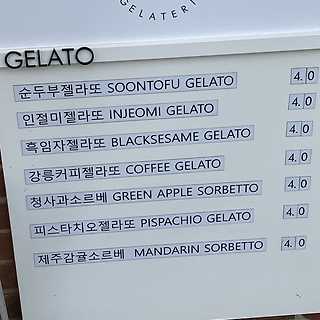 GELATERI
GELATO
순두부젤라또 SOONTOFU GELATO 4.0
인절미젤라또 INJEOMI GELATO 4.0
흑임자젤라또 BLACKSESAME GELATO 4.0
강릉커피젤라또 COFFEE GELATO 4.0
청사과소르베 GREEN APPLE SORBETTO 4.0
피스타치오젤라또 PISPACHIO GELATO 4.0
제주감귤소르베 MANDARIN SORBETTO 4.0